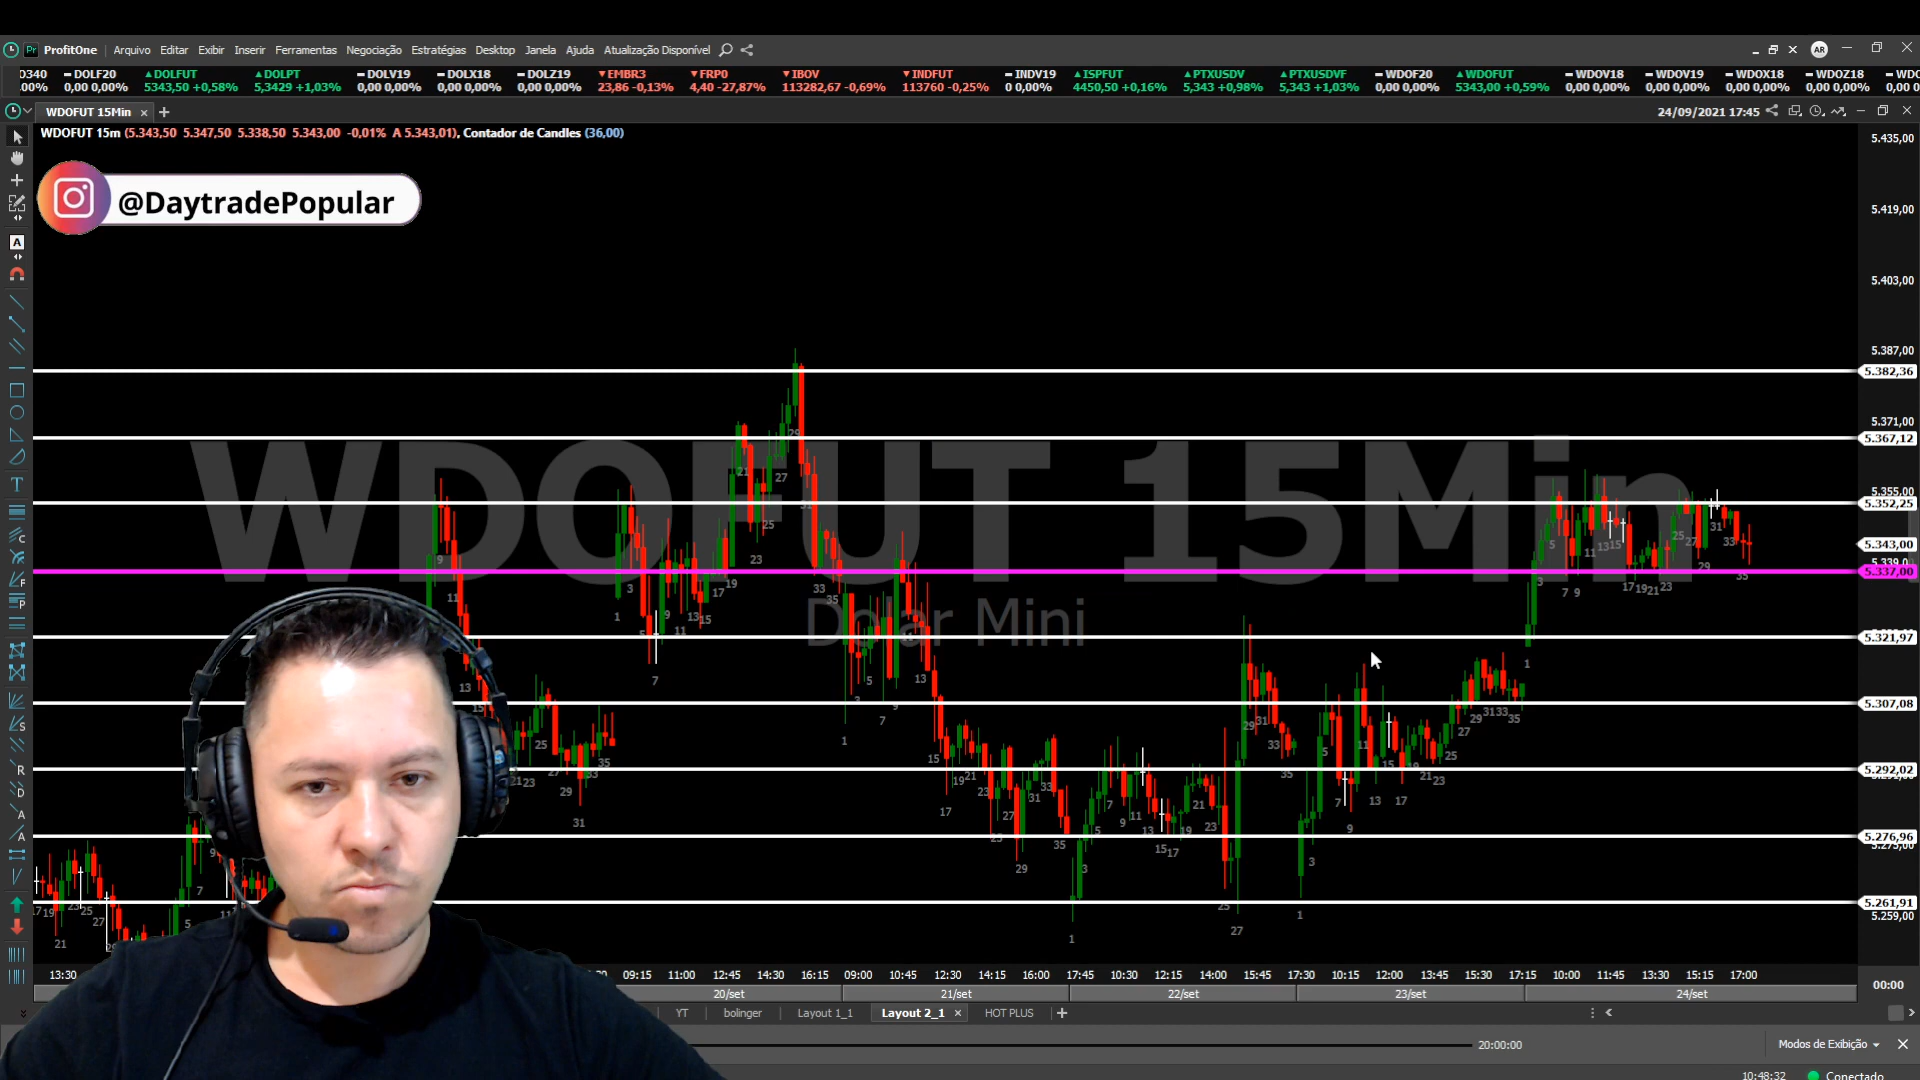 ProfitOne Arquivo Editar Exibir Inserir Ferramentas Negociação Estratégias Desktop Janela Ajuda Atualização Disponível AR
DOLF20 DOLFUT DOLPT DOLV19 DOLX18 DOLZ19 EMBR3 FRP0 IBOV INDFUT INDV19 ISPFUT PTXUSDV PTXUSDVF WDOF20 WDOFUT WDOV18 WDOV19 WDOX18 WDOZ18
0,00 0,00% 5343,50 +0,58% 5,3429 +1,03% 0,00 0,00% 0,00 0,00% 0,00 0,00% 23,86 -0,13% 4,40 -27,87% 113282,67 -0,69% 113760 -0,25% 0 0,00% 4450,50 +0,16% 5,343 +0,98% 5,343 +1,03% 0,00 0,00% 5343,00 +0,59% 0,00 0,00% 0,00 0,00% 0,00 0,00% 0,00 0,00%
WDOFUT 15Min 24/09/2021 17:45
WDOFUT 15m (5.343,50 5.347,50 5.338,50 5.343,00 -0,01% A 5.343,01), Contador de Candles (36,00)
@DaytradePopular
WDOFUT 15Min
Dolar Mini
5.435,00
5.419,00
5.403,00
5.387,00
5.382,36
5.371,00
5.367,12
5.355,00
5.352,25
5.343,00
5.337,00
5.321,97
5.307,08
5.292,02
5.276,96
5.261,91
5.259,00
13:30 09:15 11:00 12:45 14:30 16:15 09:00 10:45 12:30 14:15 16:00 17:45 10:30 12:15 14:00 15:45 17:30 10:15 12:00 13:45 15:30 17:15 10:00 11:45 13:30 15:15 17:00
00:00
20/set 21/set 22/set 23/set 24/set
YT bolinger Layout 1_1 Layout 2_1 HOT PLUS
20:00:00 Modos de Exibição
10:48:32 Conectado